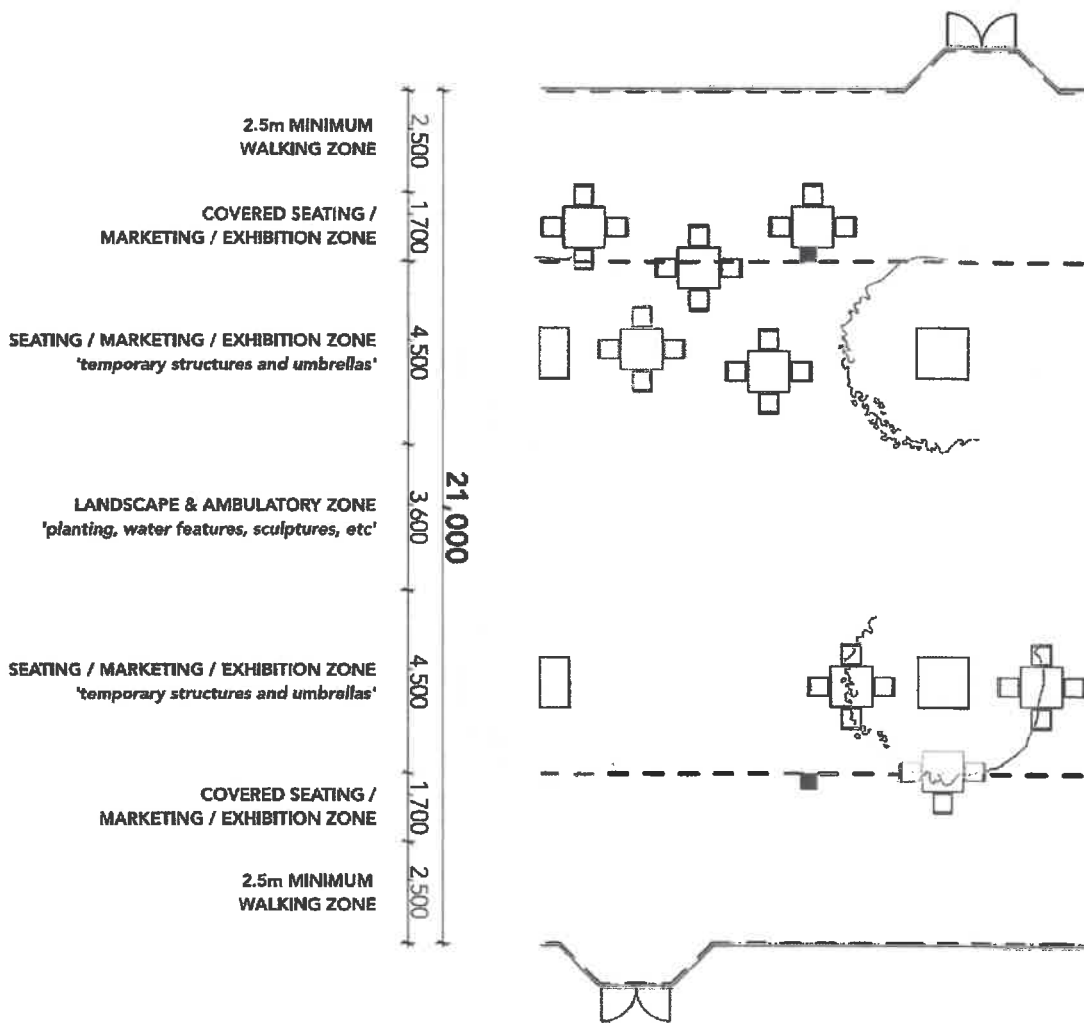 2.5m MINIMUM
WALKING ZONE
2,500
COVERED SEATING /
MARKETING / EXHIBITION ZONE
1,700
SEATING / MARKETING / EXHIBITION ZONE
'temporary structures and umbrellas'
4,500
LANDSCAPE & AMBULATORY ZONE
'planting, water features, sculptures, etc'
3,600
21,000
SEATING / MARKETING / EXHIBITION ZONE
'temporary structures and umbrellas'
4,500
COVERED SEATING /
MARKETING / EXHIBITION ZONE
1,700
2.5m MINIMUM
WALKING ZONE
2,500